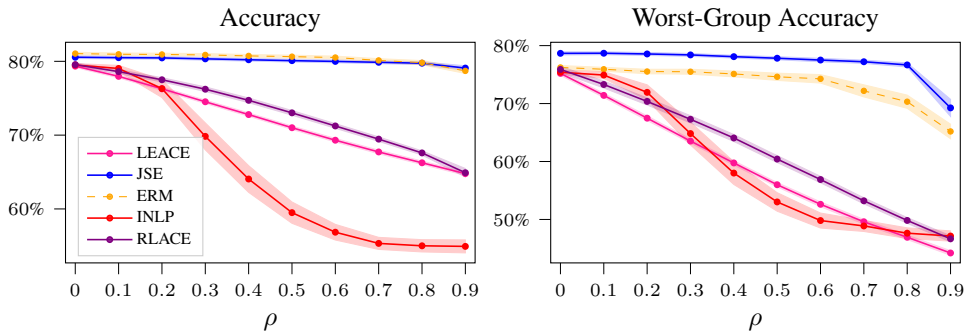 Accuracy
80%
70%
60%
LEACE
JSE
ERM
INLP
RLACE
0 0.1 0.2 0.3 0.4 0.5 0.6 0.7 0.8 0.9
ρ
Worst-Group Accuracy
80%
70%
60%
50%
0 0.1 0.2 0.3 0.4 0.5 0.6 0.7 0.8 0.9
ρ